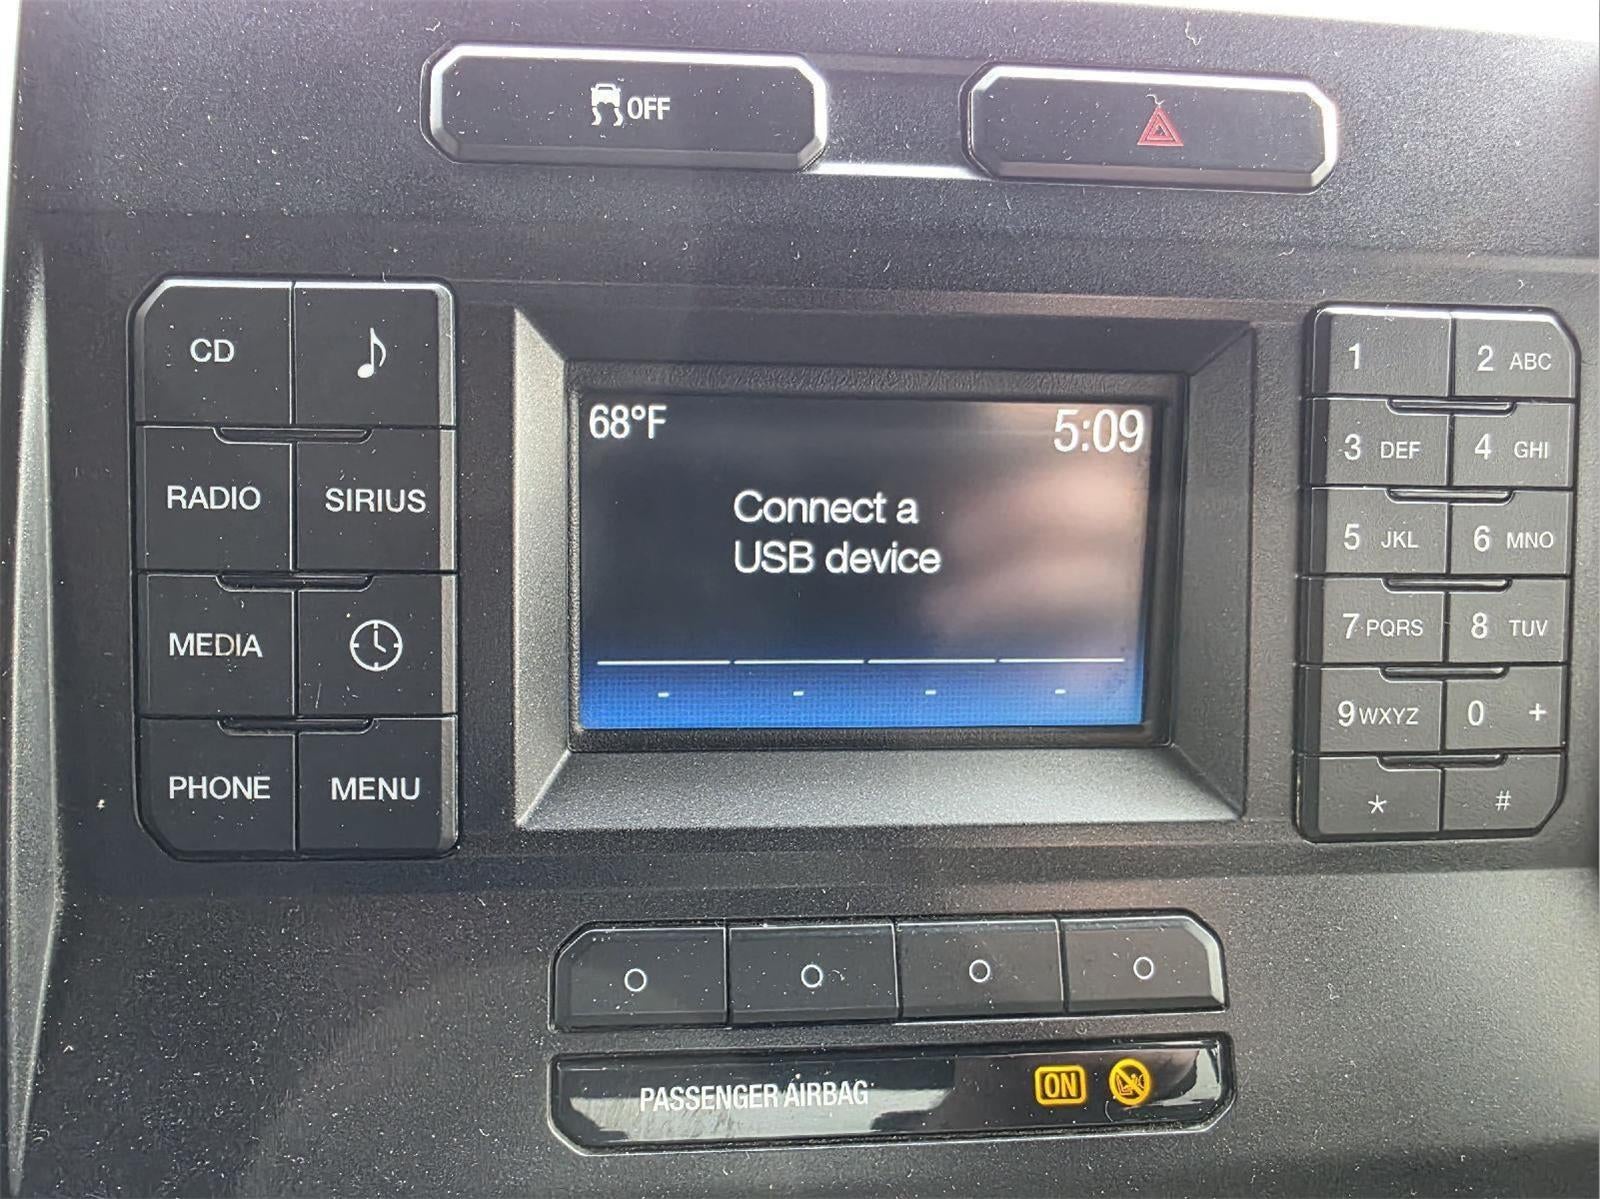 OFF
CD
RADIO SIRIUS
MEDIA
PHONE MENU
68°F 5:09
Connect a
USB device
- - - -
1 2 ABC
3 DEF 4 GHI
5 JKL 6 MNO
7 PQRS 8 TUV
9 WXYZ 0 +
* #
PASSENGER AIRBAG ON